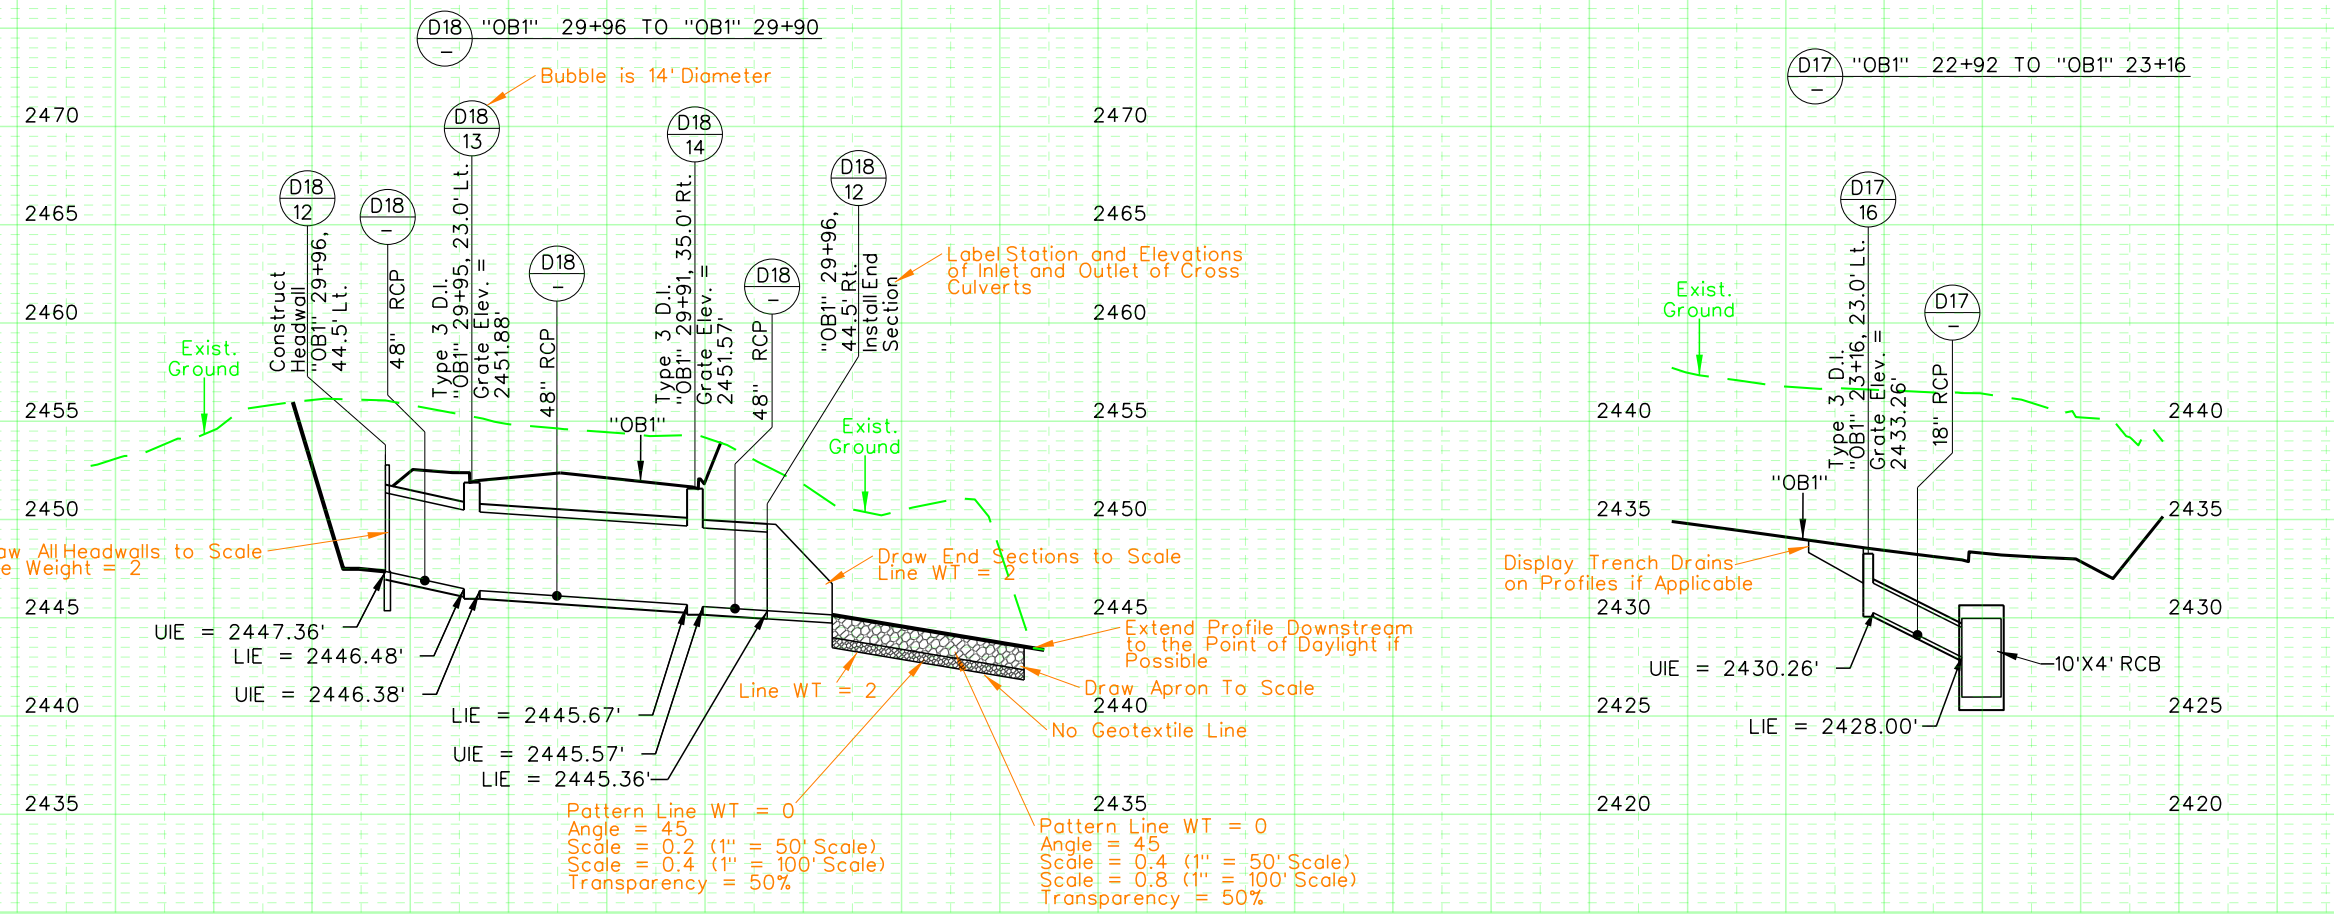 D18
–
"OB1" 29+96 TO "OB1" 29+90
Bubble is 14' Diameter
D18
13
D18
14
D18
12
D18
–
D18
12
D18
–
D18
–
Construct
Headwall
"OB1" 29+96,
44.5' Lt.
48" RCP
Type 3 D.I.
"OB1" 29+95, 23.0' Lt.
Grate Elev. =
2451.88'
48" RCP
Type 3 D.I.
"OB1" 29+91, 35.0' Rt.
Grate Elev. =
2451.57'
48" RCP
"OB1" 29+96,
44.5' Rt.
Install End
Section
Label Station and Elevations
of Inlet and Outlet of Cross
Culverts
2470
2465
2460
2455
2450
2445
2440
2435
2470
2465
2460
2455
2450
2445
2440
2435
Exist.
Ground
"OB1"
Exist.
Ground
All Headwalls to Scale
Weight = 2
Draw End Sections to Scale
Line WT = 2
UIE = 2447.36'
LIE = 2446.48'
UIE = 2446.38'
LIE = 2445.67'
UIE = 2445.57'
LIE = 2445.36'
Extend Profile Downstream
to the Point of Daylight if
Possible
Line WT = 2
Draw Apron To Scale
No Geotextile Line
Pattern Line WT = 0
Angle = 45
Scale = 0.2 (1" = 50' Scale)
Scale = 0.4 (1" = 100' Scale)
Transparency = 50%
Pattern Line WT = 0
Angle = 45
Scale = 0.4 (1" = 50' Scale)
Scale = 0.8 (1" = 100' Scale)
Transparency = 50%
D17
–
"OB1" 22+92 TO "OB1" 23+16
D17
16
D17
–
Exist.
Ground
Type 3 D.I.
"OB1" 23+16, 23.0' Lt.
Grate Elev. =
2433.26'
18" RCP
"OB1"
2440
2435
2430
2425
2420
2440
2435
2430
2425
2420
Display Trench Drains
on Profiles if Applicable
UIE = 2430.26'
LIE = 2428.00'
10'X4' RCB